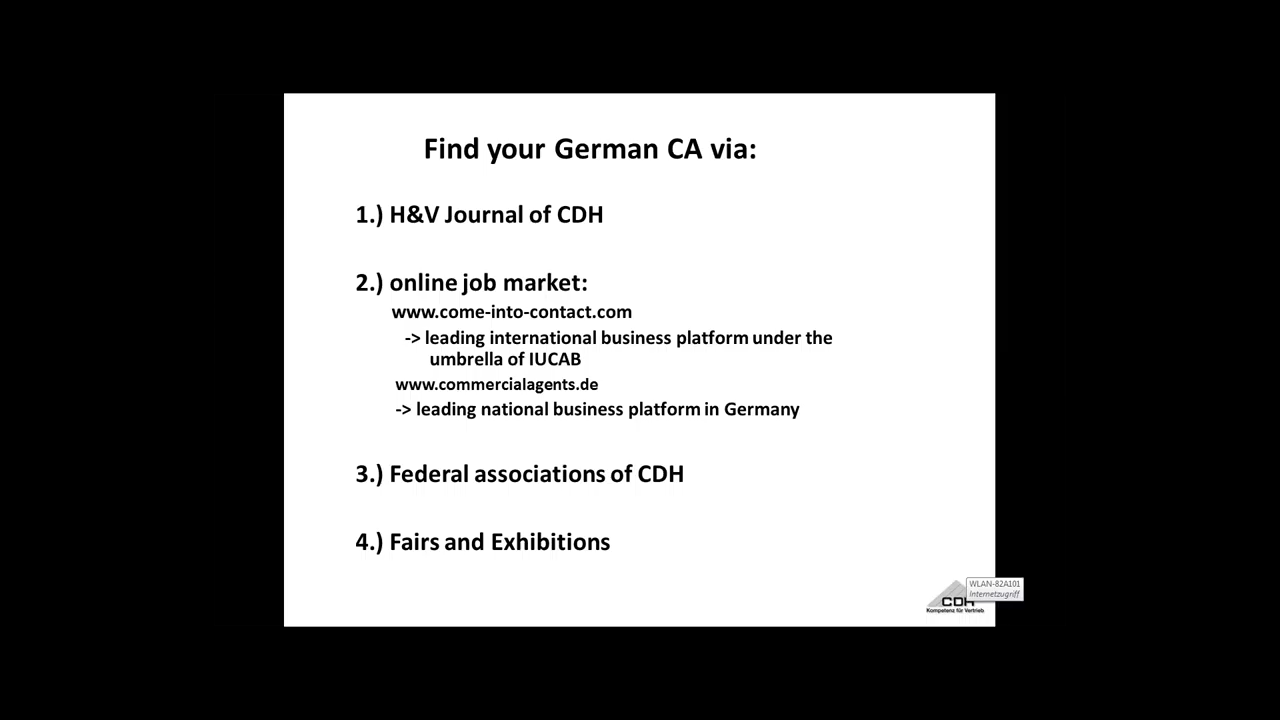 Find your German CA via:
1.) H&V Journal of CDH
2.) online job market:
www.come-into-contact.com
-> leading international business platform under the
umbrella of IUCAB
www.commercialagents.de
-> leading national business platform in Germany
3.) Federal associations of CDH
4.) Fairs and Exhibitions
WLAN-82A101
Internetzugriff
CDH
Kompetenz für Vertrieb